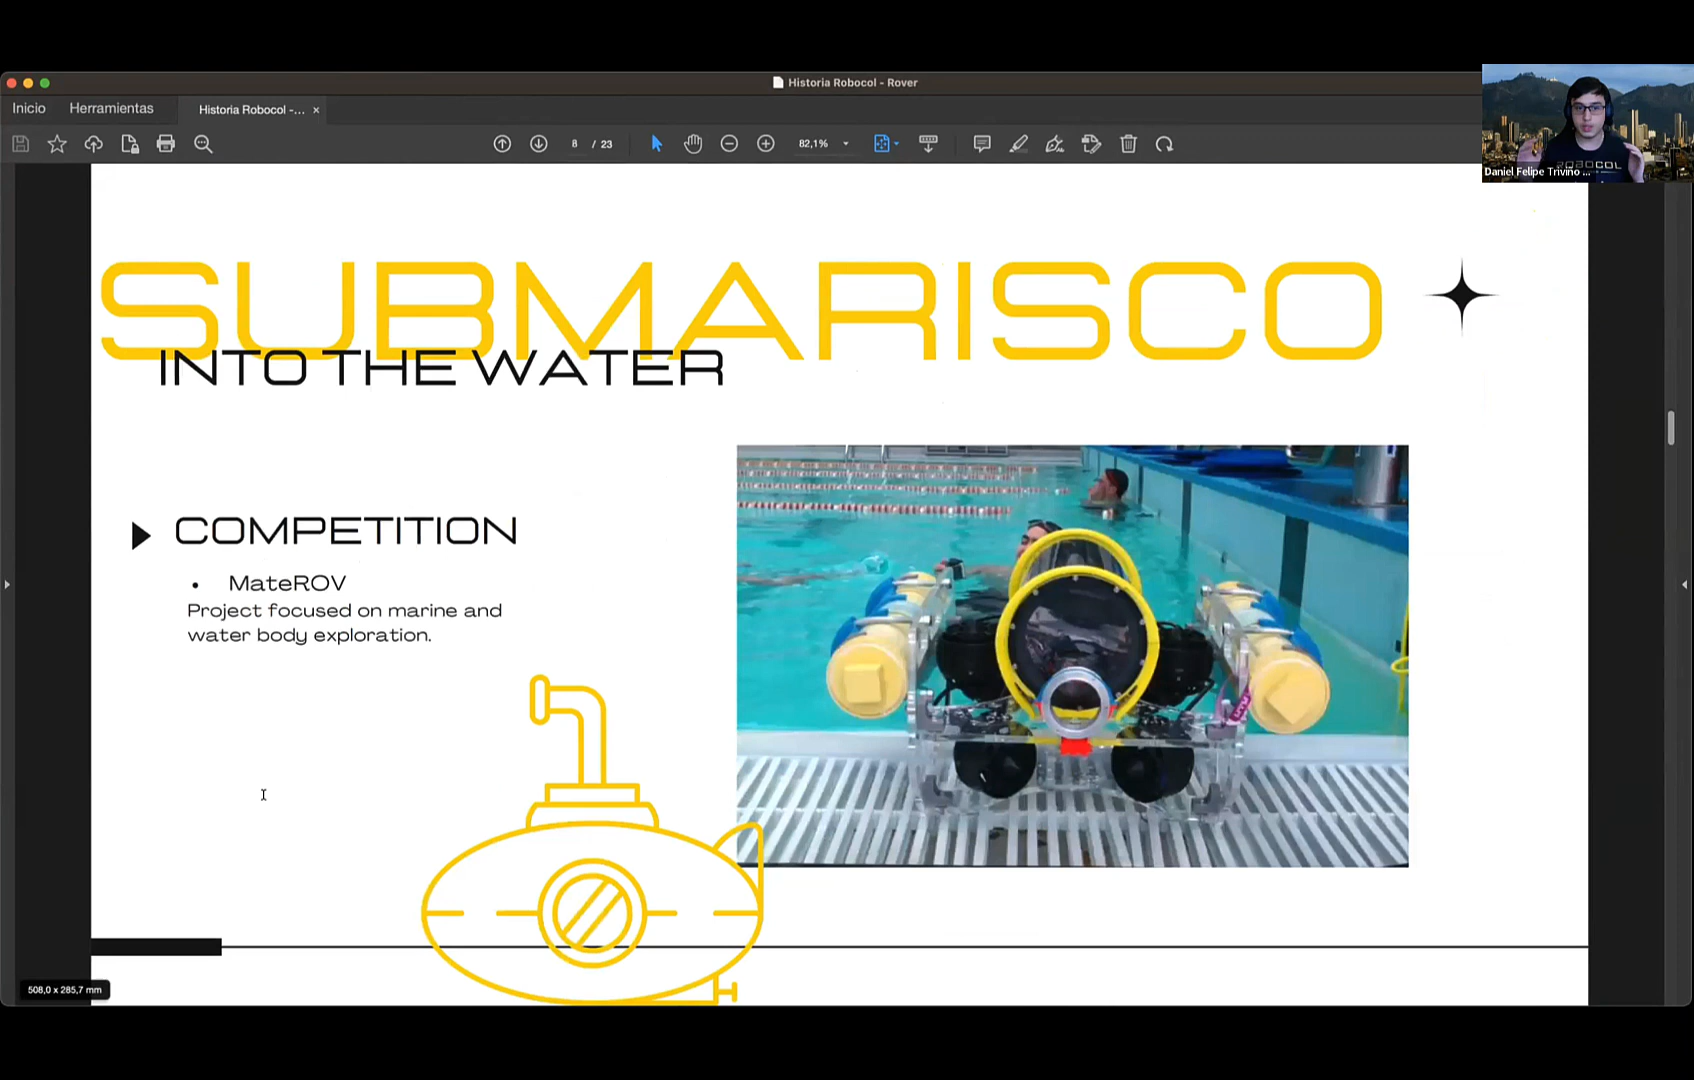 Historia Robocol - Rover
Inicio
Herramientas
Historia Robocol -...
8 / 23
82,1%
Daniel Felipe Triviño ...
ROBOCOL
SUBMARISCO
INTO THE WATER
COMPETITION
• MateROV
Project focused on marine and
water body exploration.
508,0 x 285,7 mm